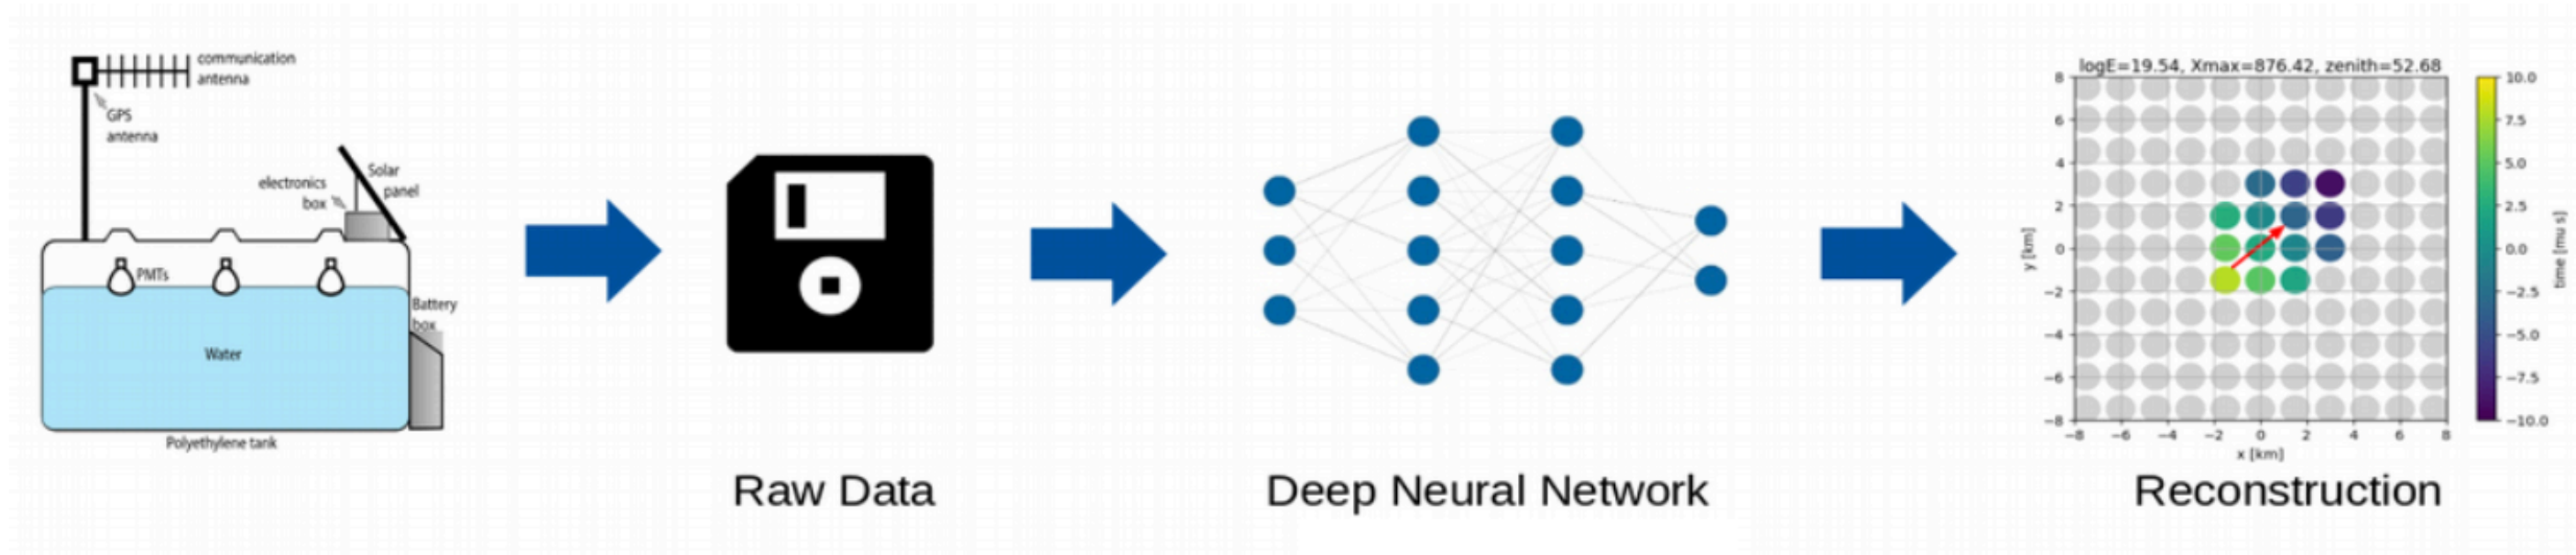 communication
antenna
GPS
antenna
Solar
panel
electronics
box
PMTs
Battery
box
Water
Polyethylene tank
Raw Data
Deep Neural Network
logE=19.54, Xmax=876.42, zenith=52.68
8
6
4
2
0
−2
−4
−6
−8
y [km]
−8 −6 −4 −2 0 2 4 6 8
x [km]
10.0
7.5
5.0
2.5
0.0
−2.5
−5.0
−7.5
−10.0
time [mu s]
Reconstruction